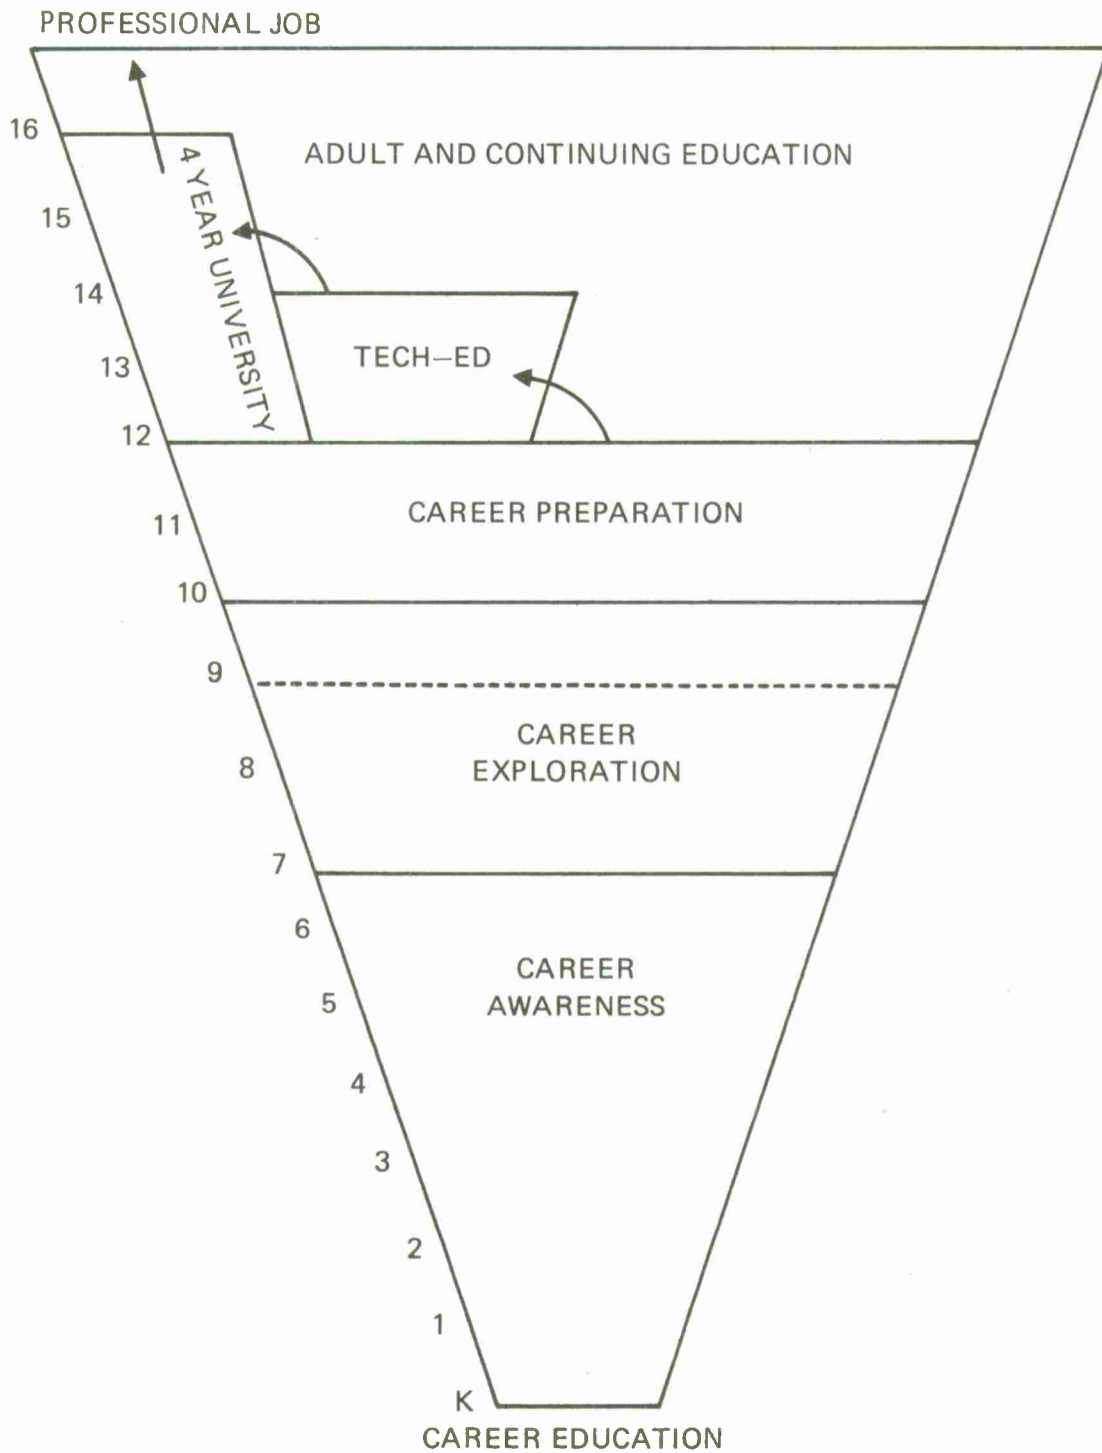 PROFESSIONAL JOB
16
ADULT AND CONTINUING EDUCATION
4 YEAR UNIVERSITY
15
14
TECH–ED
13
12
CAREER PREPARATION
11
10
9
CAREER
EXPLORATION
8
7
6
CAREER
AWARENESS
5
4
3
2
1
K
CAREER EDUCATION